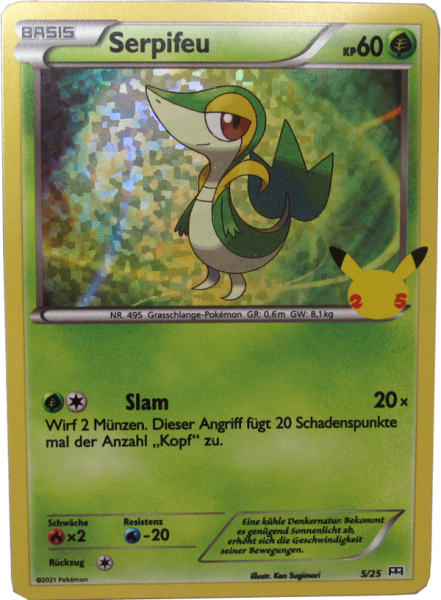 BASIS
Serpifeu
KP60
25
NR. 495 Grasschlange-Pokémon GR: 0,6m GW: 8,1kg
Slam 20×
Wirf 2 Münzen. Dieser Angriff fügt 20 Schadenspunkte
mal der Anzahl „Kopf“ zu.
Schwäche Resistenz
×2 -20
Rückzug
Eine kühle Denkernatur. Bekommt
es genügend Sonnenlicht ab,
erhöht sich die Geschwindigkeit
seiner Bewegungen.
©2021 Pokémon Illustr. Ken Sugimori 5/25